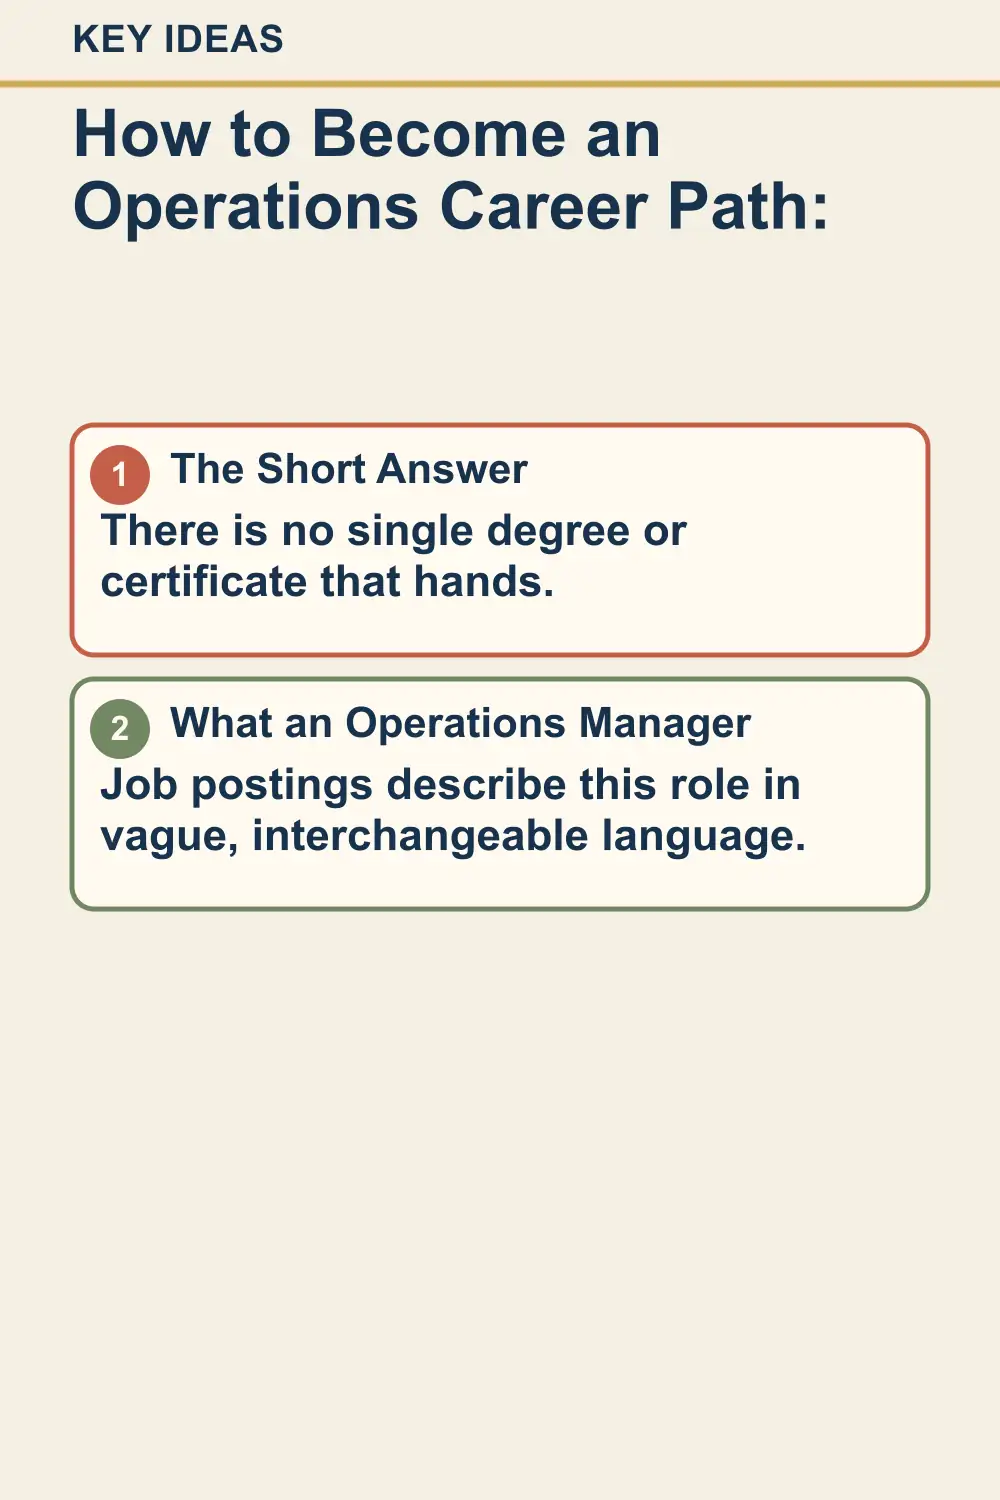 KEY IDEAS
How to Become an
Operations Career Path:
1 The Short Answer
There is no single degree or
certificate that hands.
2 What an Operations Manager
Job postings describe this role in
vague, interchangeable language.